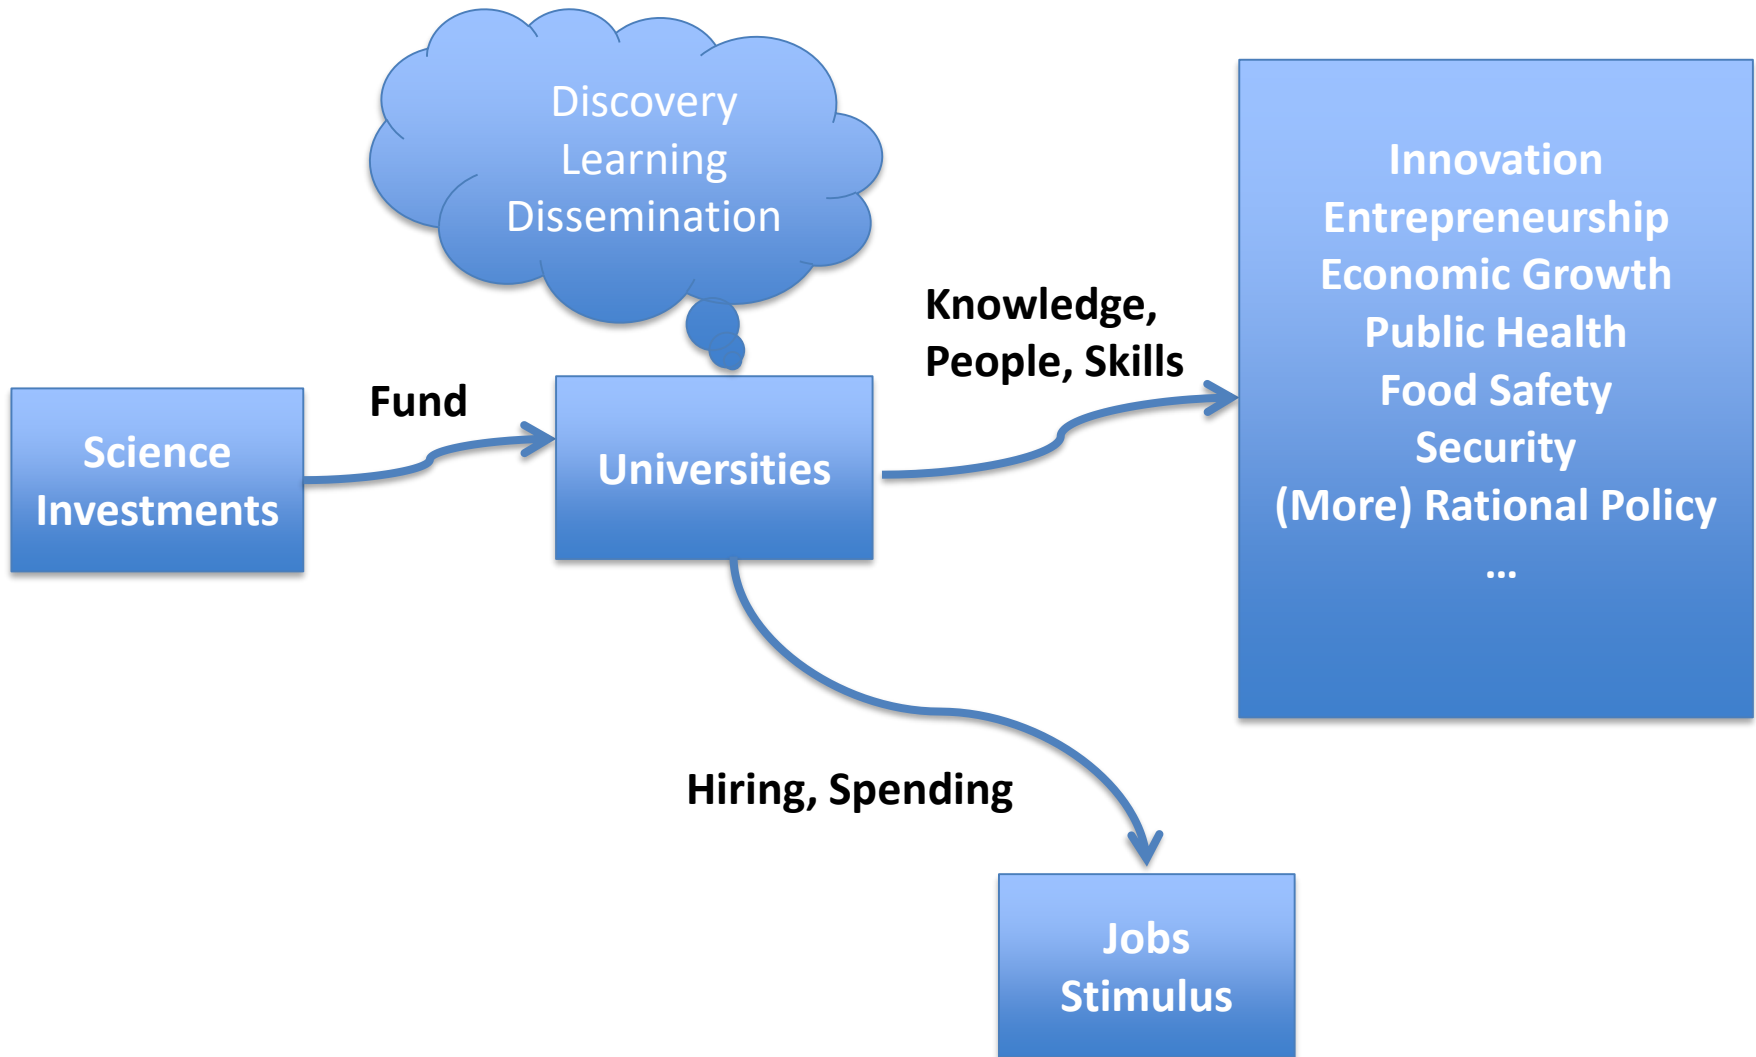 Discovery
Learning
Dissemination
Fund
Science
Investments
Universities
Knowledge,
People, Skills
Innovation
Entrepreneurship
Economic Growth
Public Health
Food Safety
Security
(More) Rational Policy
...
Hiring, Spending
Jobs
Stimulus